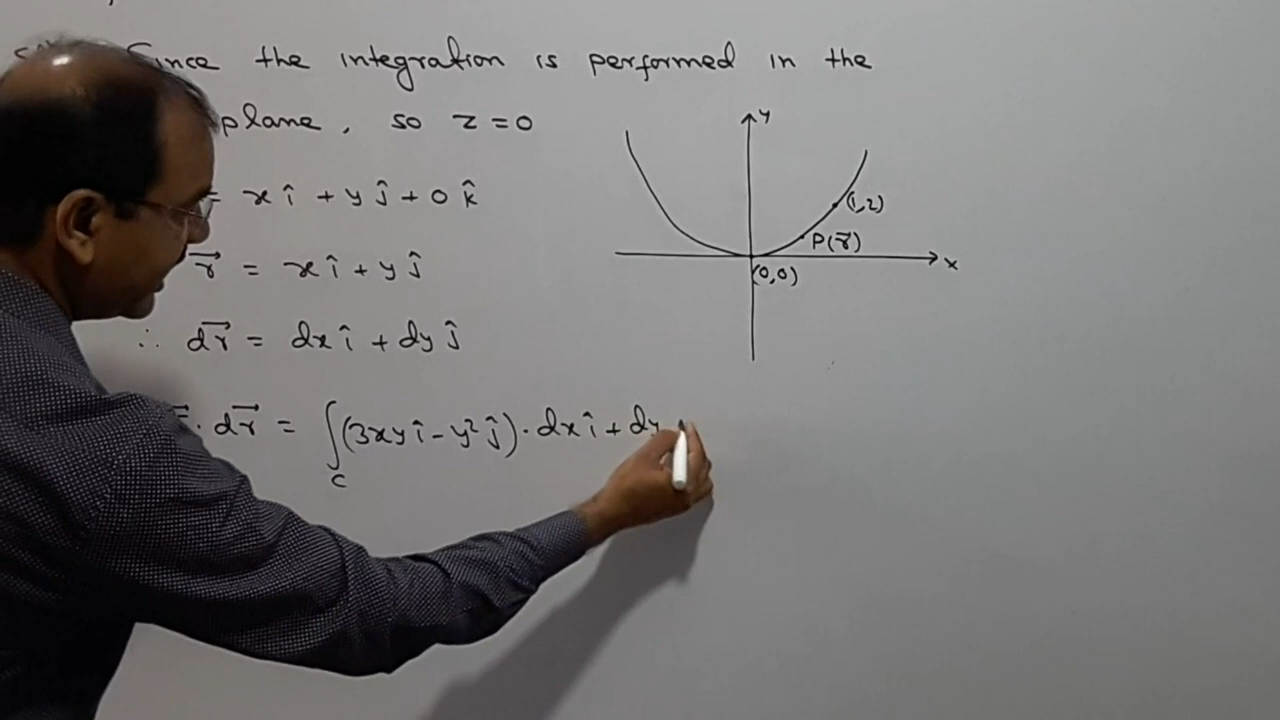 Since the integration is performed in the
plane, so z = 0
= x î + y ĵ + 0 k̂
r⃗ = x î + y ĵ
∴ dr⃗ = dx î + dy ĵ
· dr⃗ = ∫_C (3xy î − y² ĵ) · dx î + dy
y
(1,2)
P(r⃗)
x
(0,0)